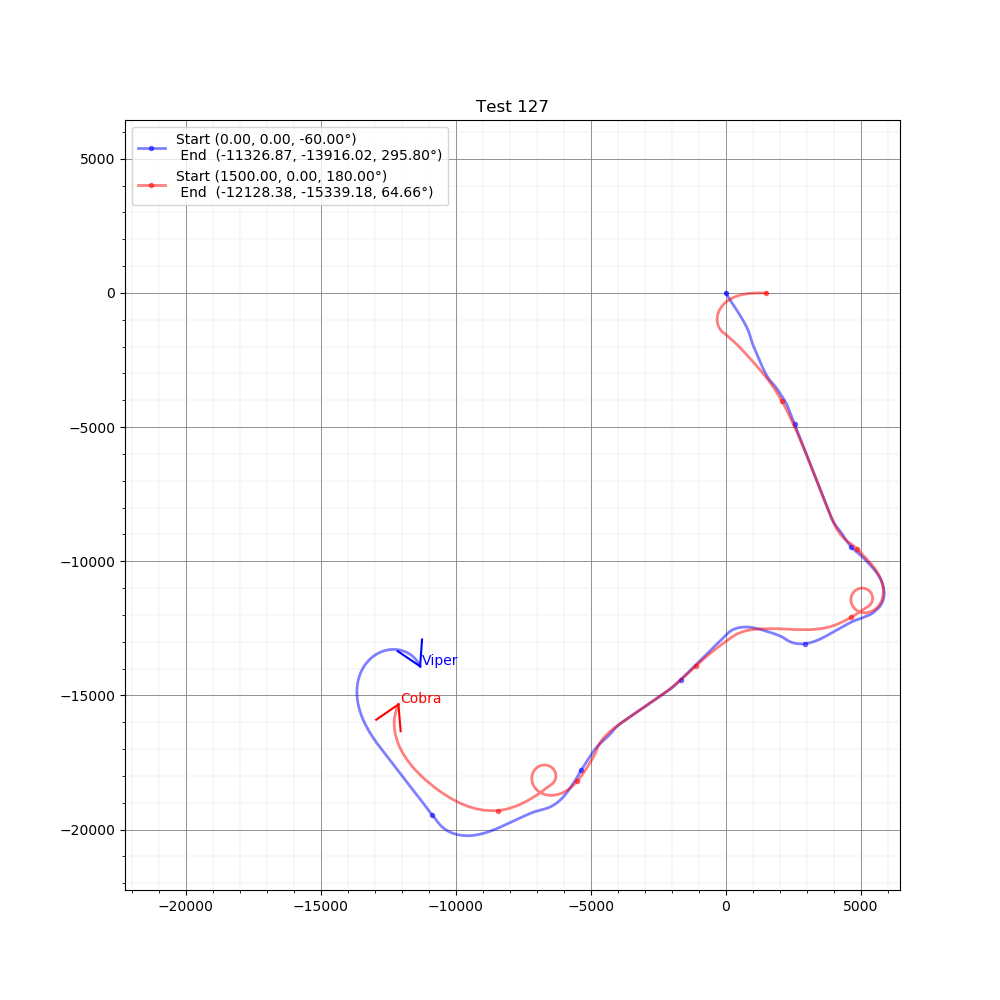 Test 127
Start (0.00, 0.00, -60.00°)
End (-11326.87, -13916.02, 295.80°)
Start (1500.00, 0.00, 180.00°)
End (-12128.38, -15339.18, 64.66°)
5000
0
−5000
−10000
−15000
−20000
Viper
Cobra
−20000 −15000 −10000 −5000 0 5000